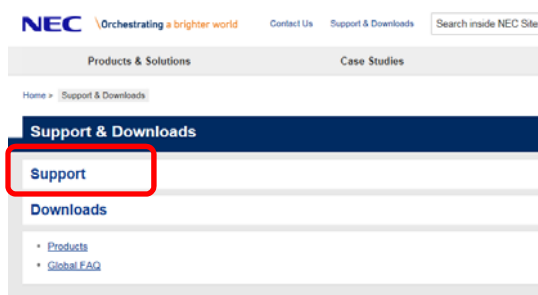 NEC \Orchestrating a brighter world Contact Us Support & Downloads Search inside NEC Site
Products & Solutions Case Studies
Home > Support & Downloads
Support & Downloads
Support
Downloads
Products
Global FAQ